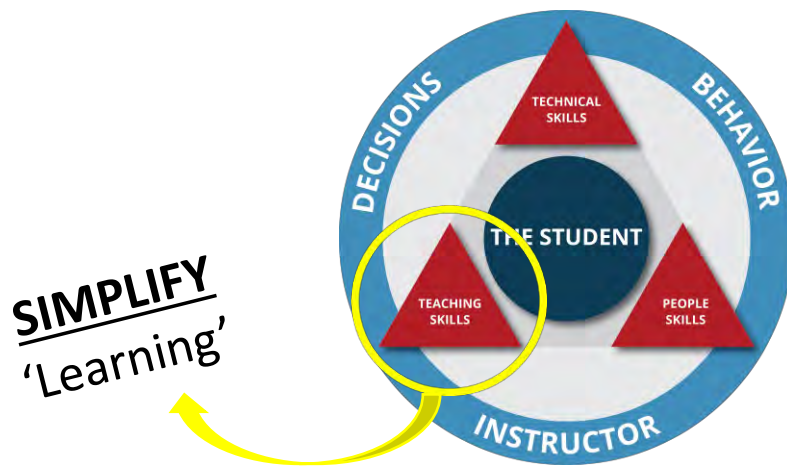 DECISIONS
BEHAVIOR
TECHNICAL
SKILLS
THE STUDENT
SIMPLIFY
‘Learning’
TEACHING
SKILLS
PEOPLE
SKILLS
INSTRUCTOR